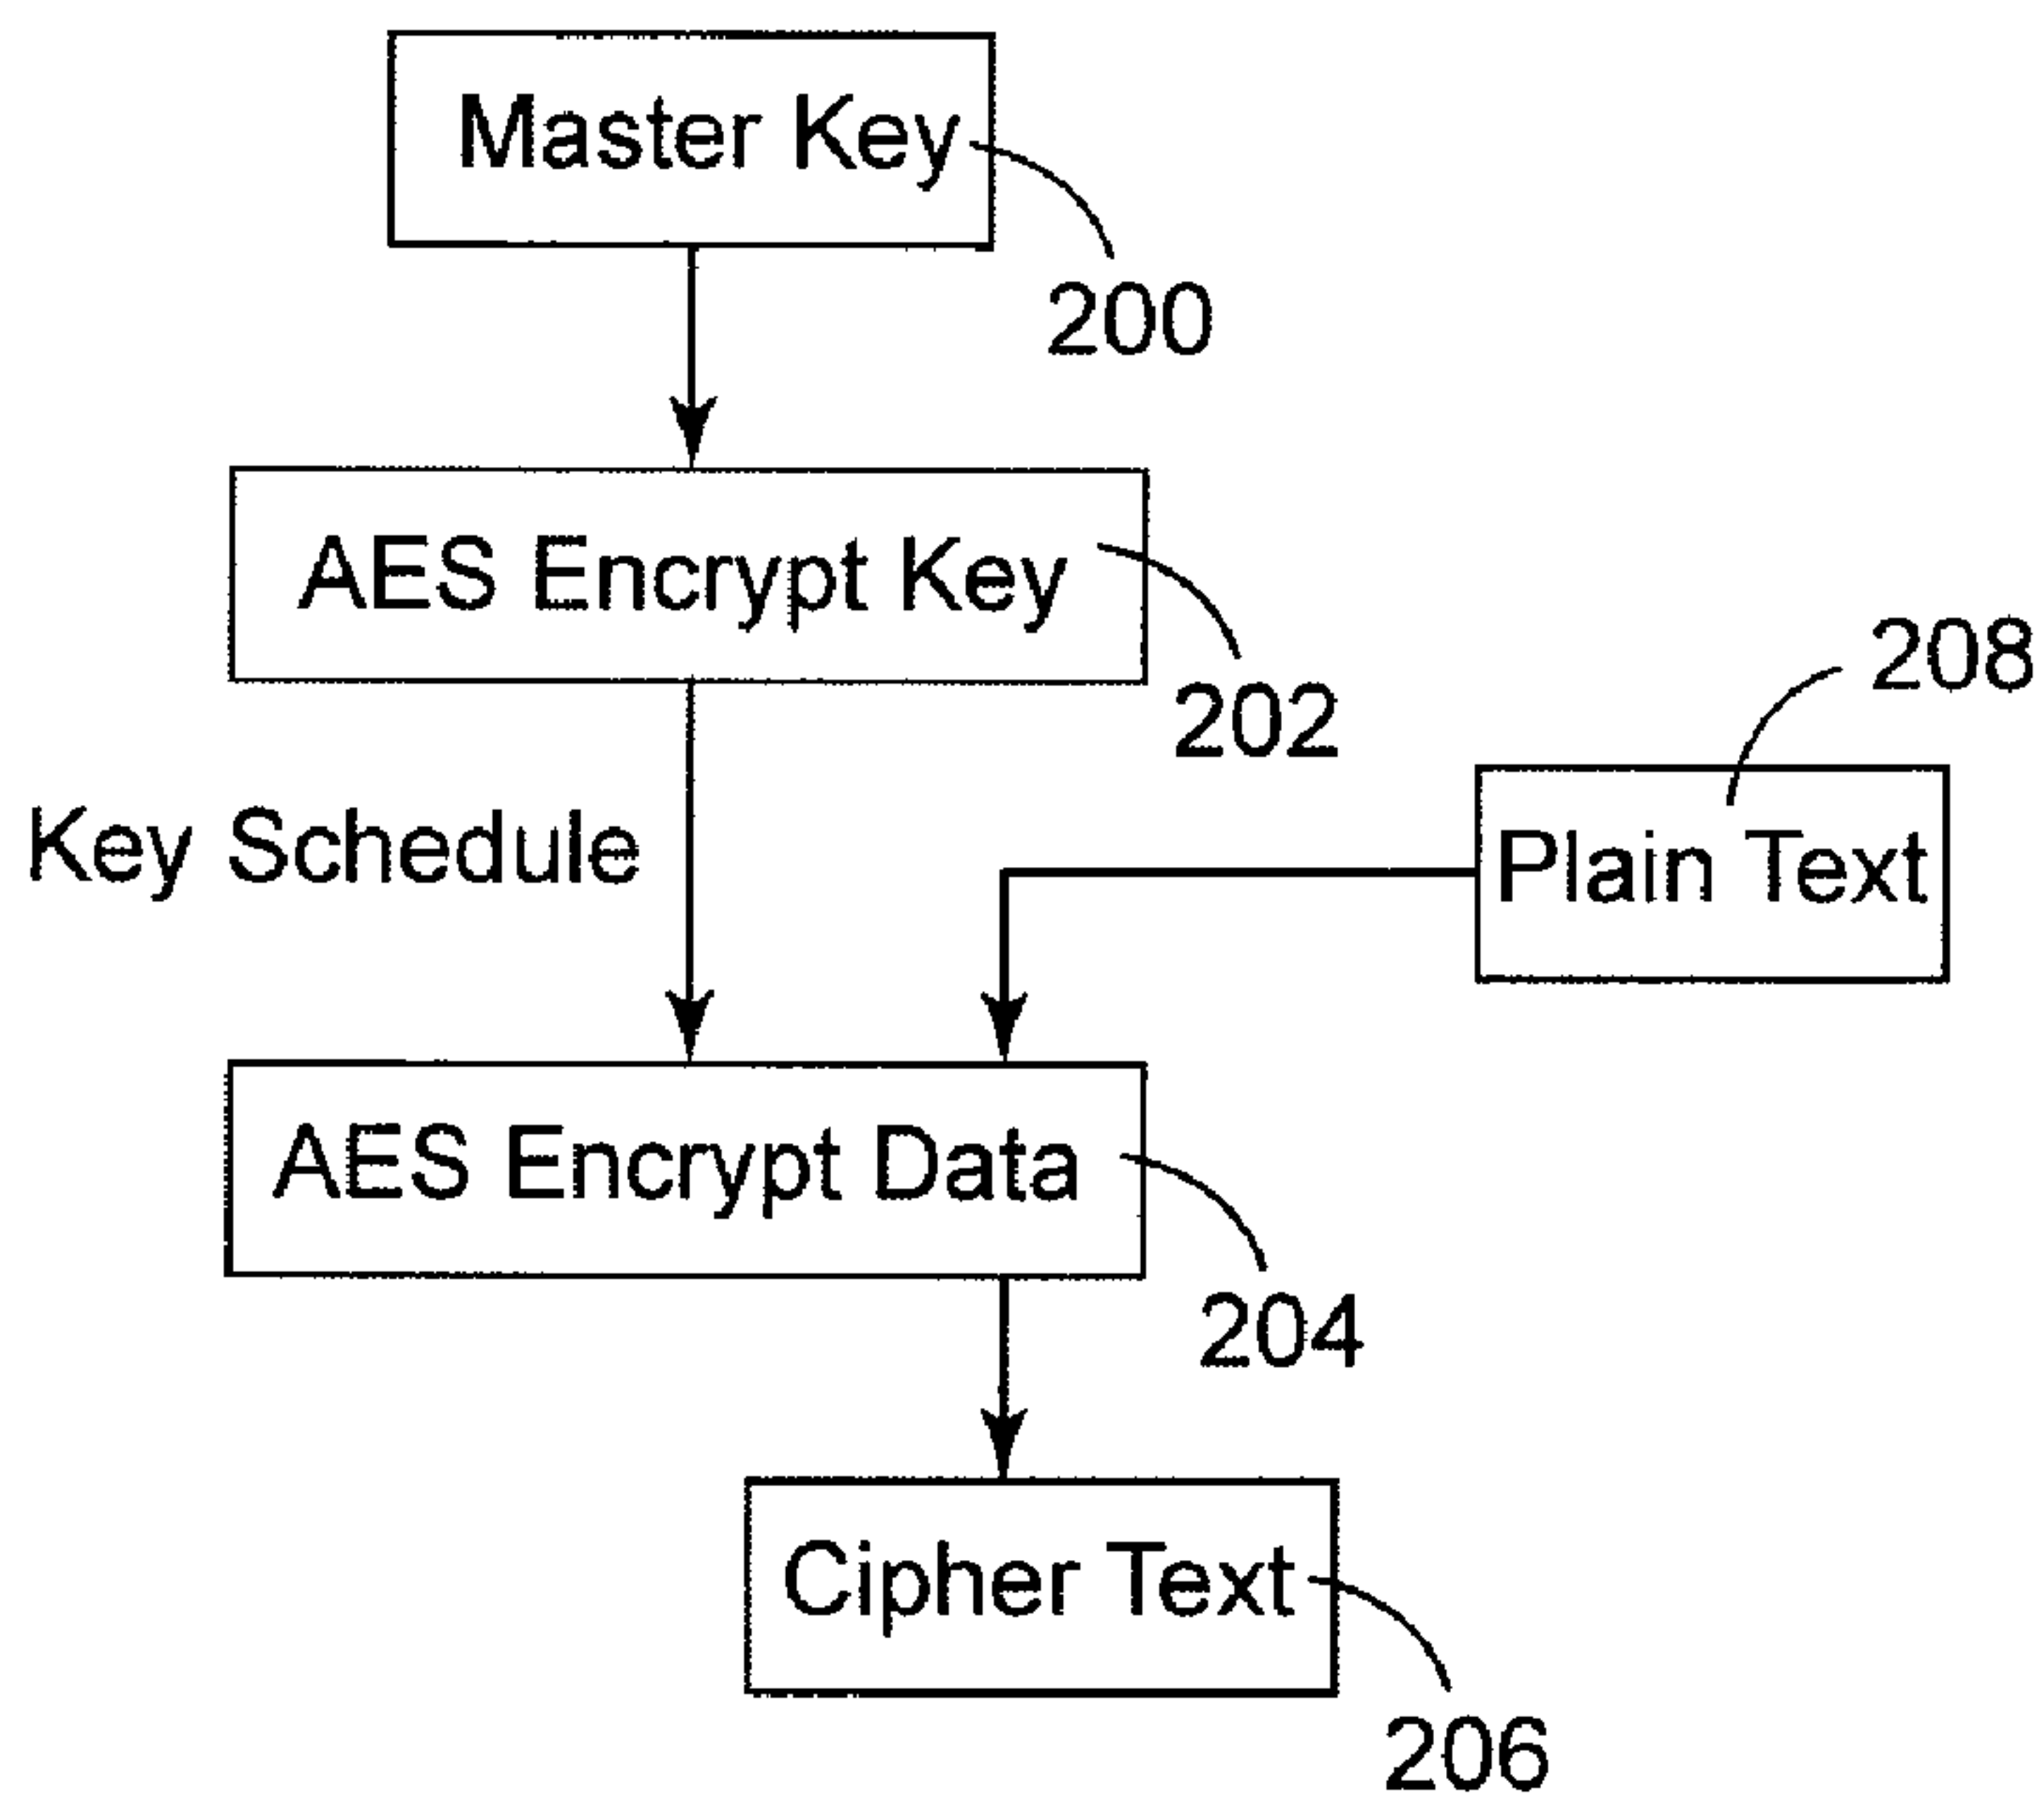 Master Key
200
AES Encrypt Key
202
208
Key Schedule
Plain Text
AES Encrypt Data
204
Cipher Text
206